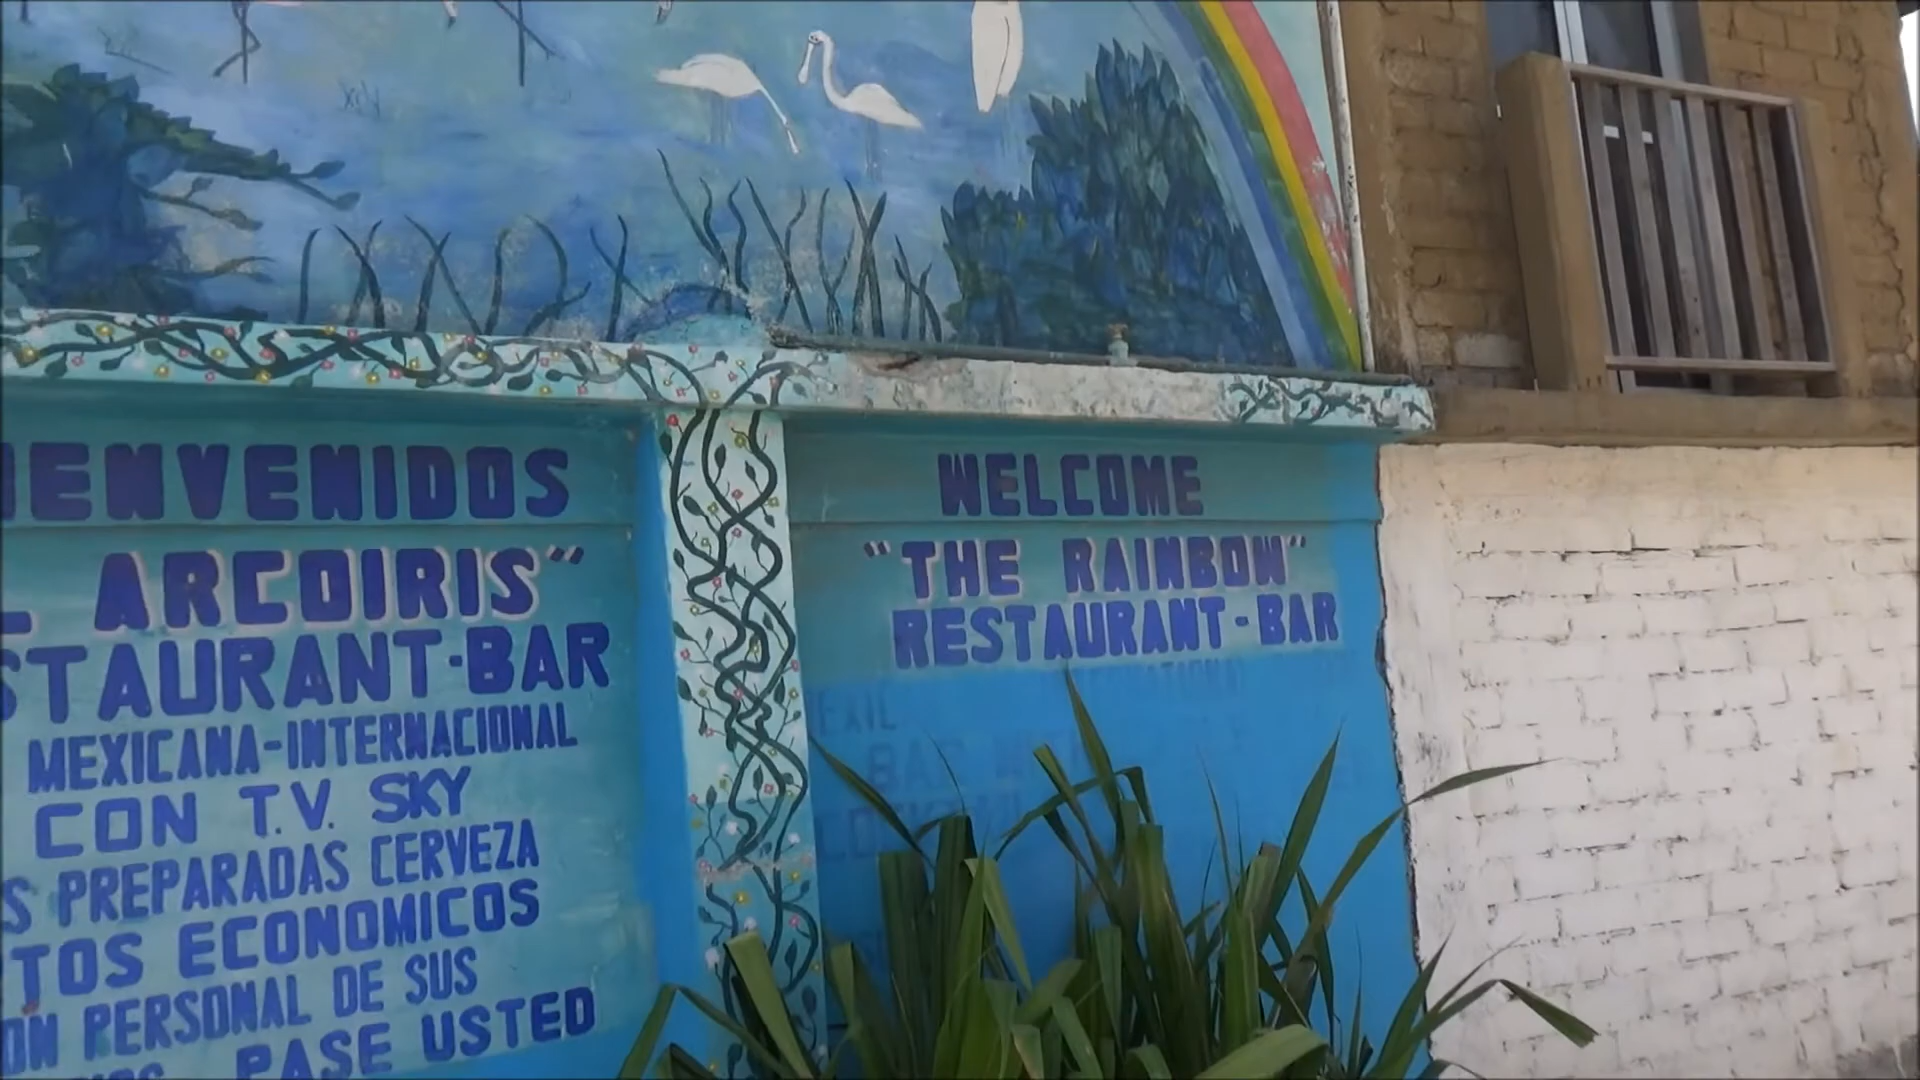 IENVENIDOS
L ARCOIRIS"
STAURANT-BAR
MEXICANA-INTERNACIONAL
CON T.V. SKY
S PREPARADAS CERVEZA
TOS ECONOMICOS
ON PERSONAL DE SUS
PASE USTED
WELCOME
"THE RAINBOW"
RESTAURANT-BAR